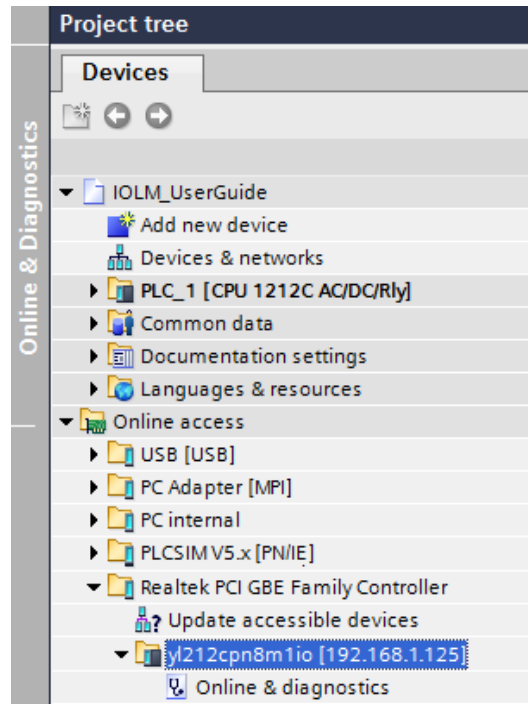 Project tree
Devices
Online & Diagnostics
IOLM_UserGuide
Add new device
Devices & networks
PLC_1 [CPU 1212C AC/DC/Rly]
Common data
Documentation settings
Languages & resources
Online access
USB [USB]
PC Adapter [MPI]
PC internal
PLCSIM V5.x [PN/IE]
Realtek PCI GBE Family Controller
Update accessible devices
yl212cpn8m1io [192.168.1.125]
Online & diagnostics